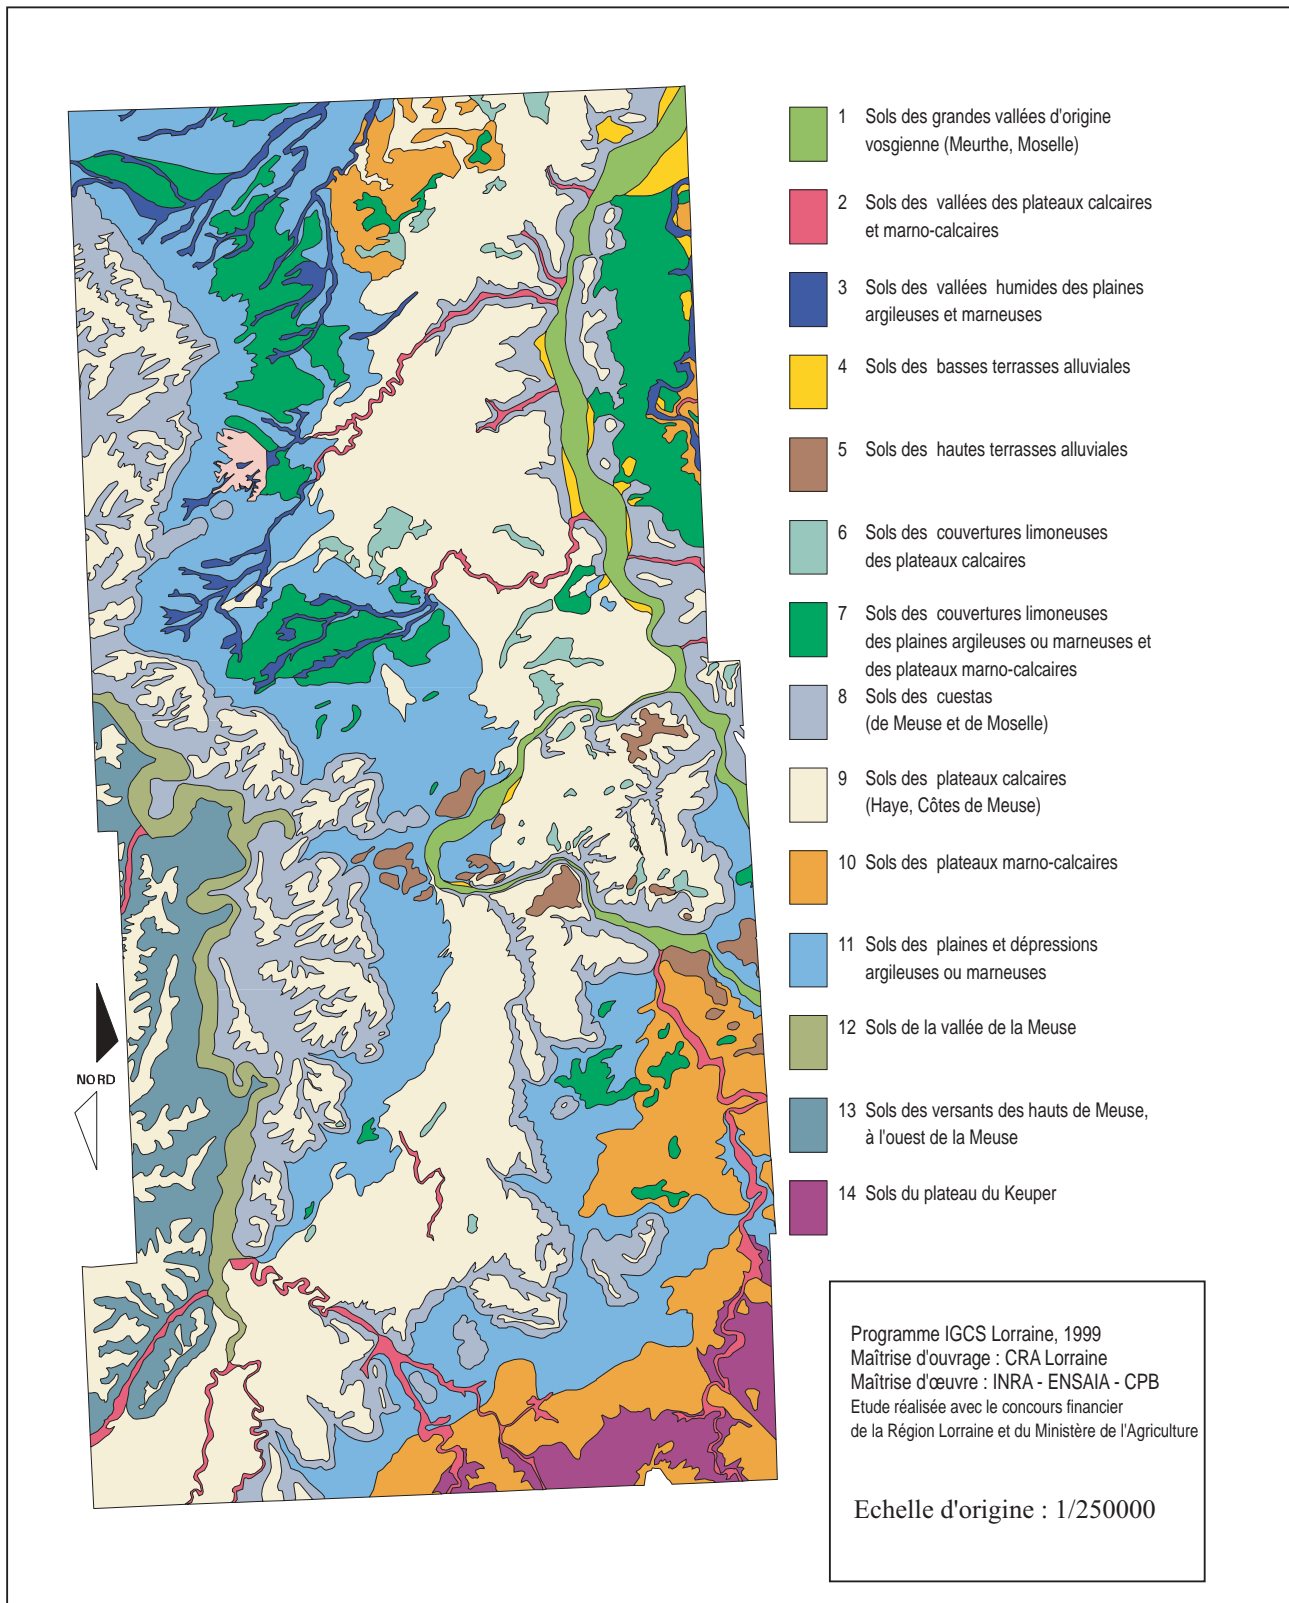 1 Sols des grandes vallées d'origine
vosgienne (Meurthe, Moselle)
2 Sols des vallées des plateaux calcaires
et marno-calcaires
3 Sols des vallées humides des plaines
argileuses et marneuses
4 Sols des basses terrasses alluviales
5 Sols des hautes terrasses alluviales
6 Sols des couvertures limoneuses
des plateaux calcaires
7 Sols des couvertures limoneuses
des plaines argileuses ou marneuses et
des plateaux marno-calcaires
8 Sols des cuestas
(de Meuse et de Moselle)
9 Sols des plateaux calcaires
(Haye, Côtes de Meuse)
10 Sols des plateaux marno-calcaires
11 Sols des plaines et dépressions
argileuses ou marneuses
12 Sols de la vallée de la Meuse
NORD
13 Sols des versants des hauts de Meuse,
à l'ouest de la Meuse
14 Sols du plateau du Keuper
Programme IGCS Lorraine, 1999
Maîtrise d'ouvrage : CRA Lorraine
Maîtrise d'œuvre : INRA - ENSAIA - CPB
Etude réalisée avec le concours financier
de la Région Lorraine et du Ministère de l'Agriculture
Echelle d'origine : 1/250000